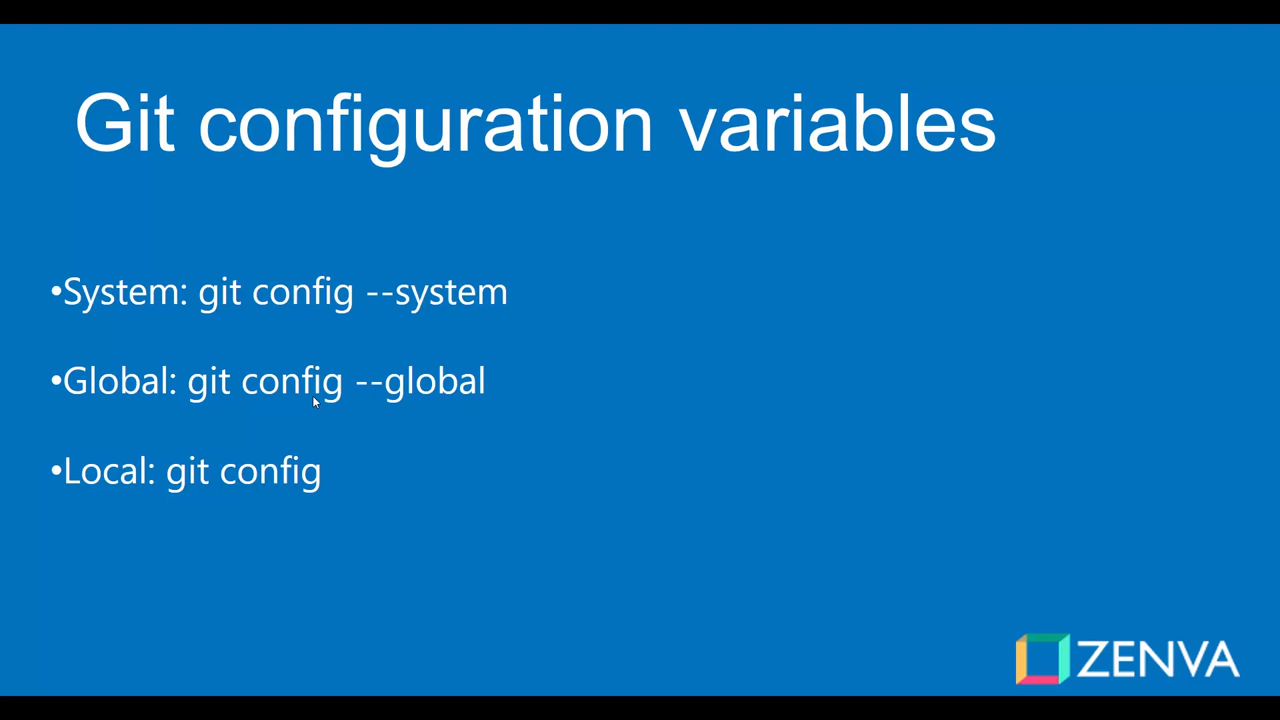 Git configuration variables
•System: git config --system
•Global: git config --global
•Local: git config
ZENVA